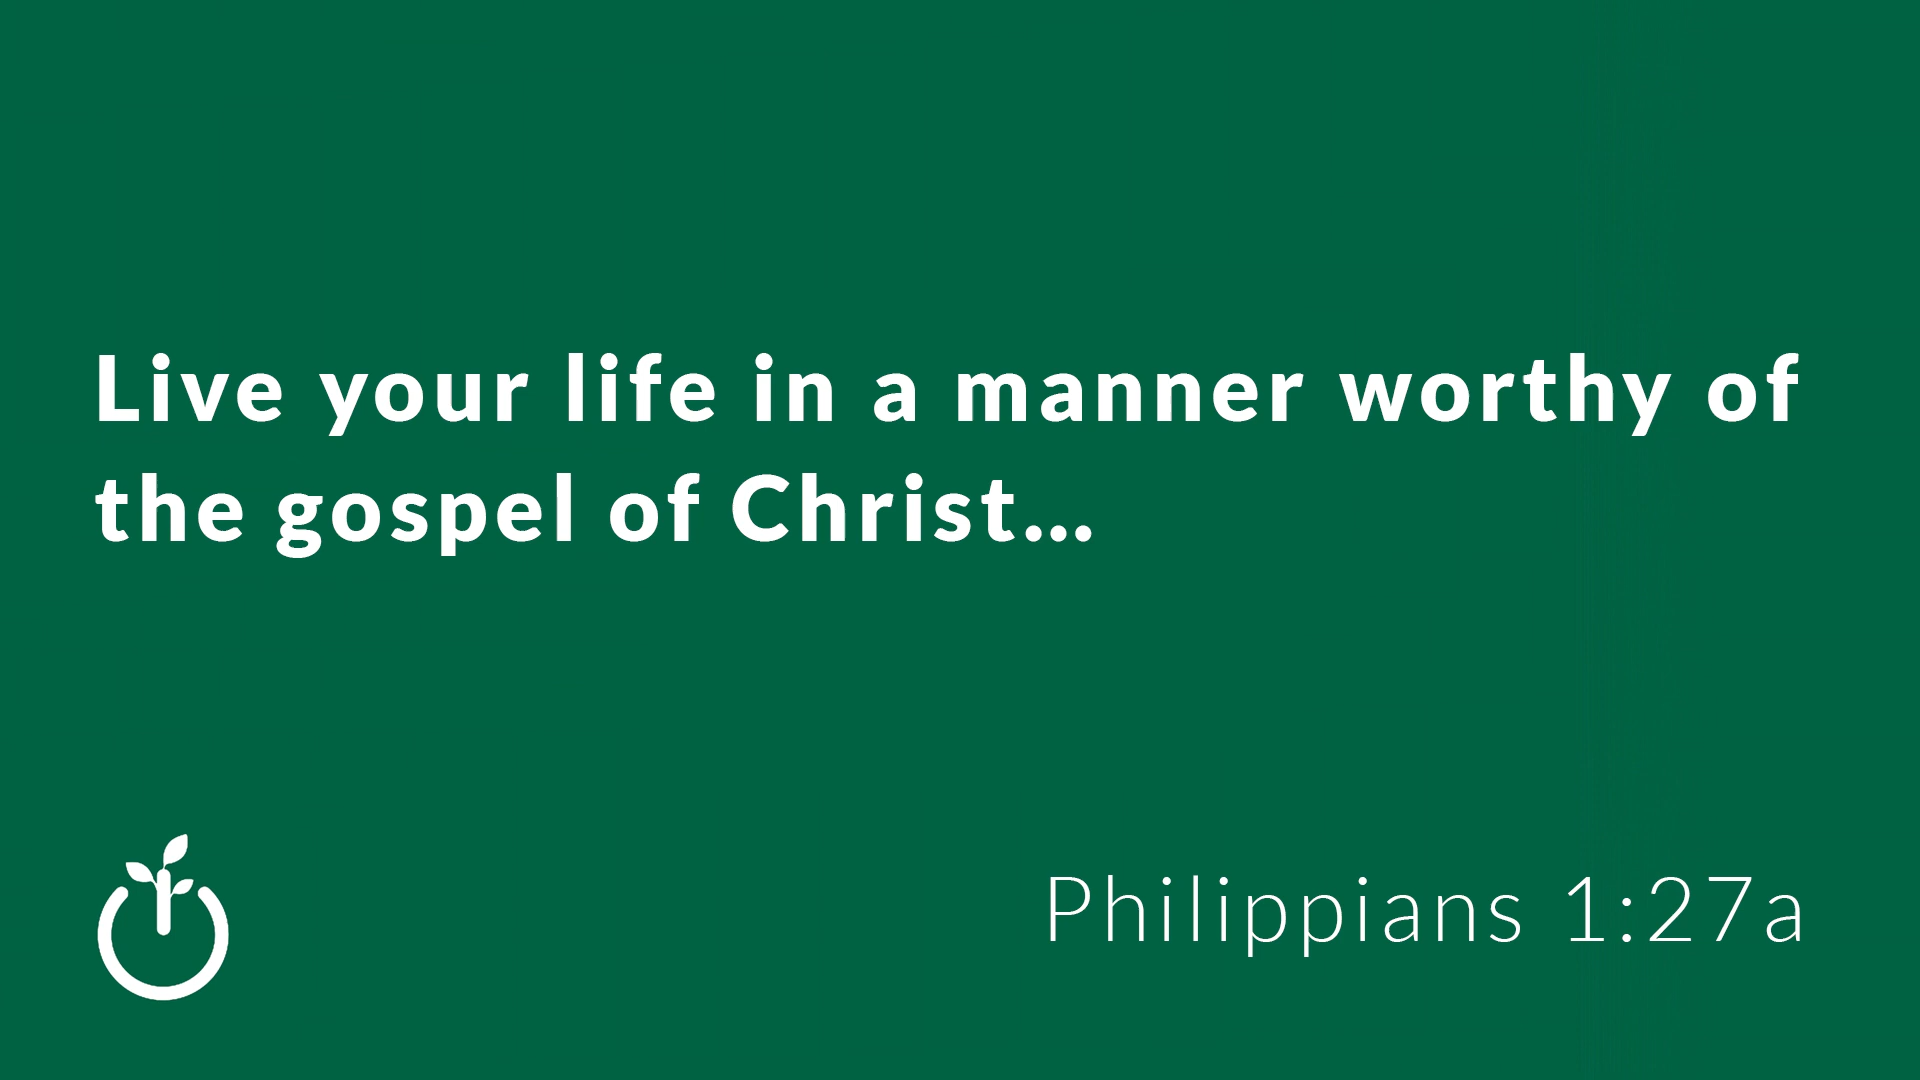 Live your life in a manner worthy of
the gospel of Christ...
Philippians 1:27a